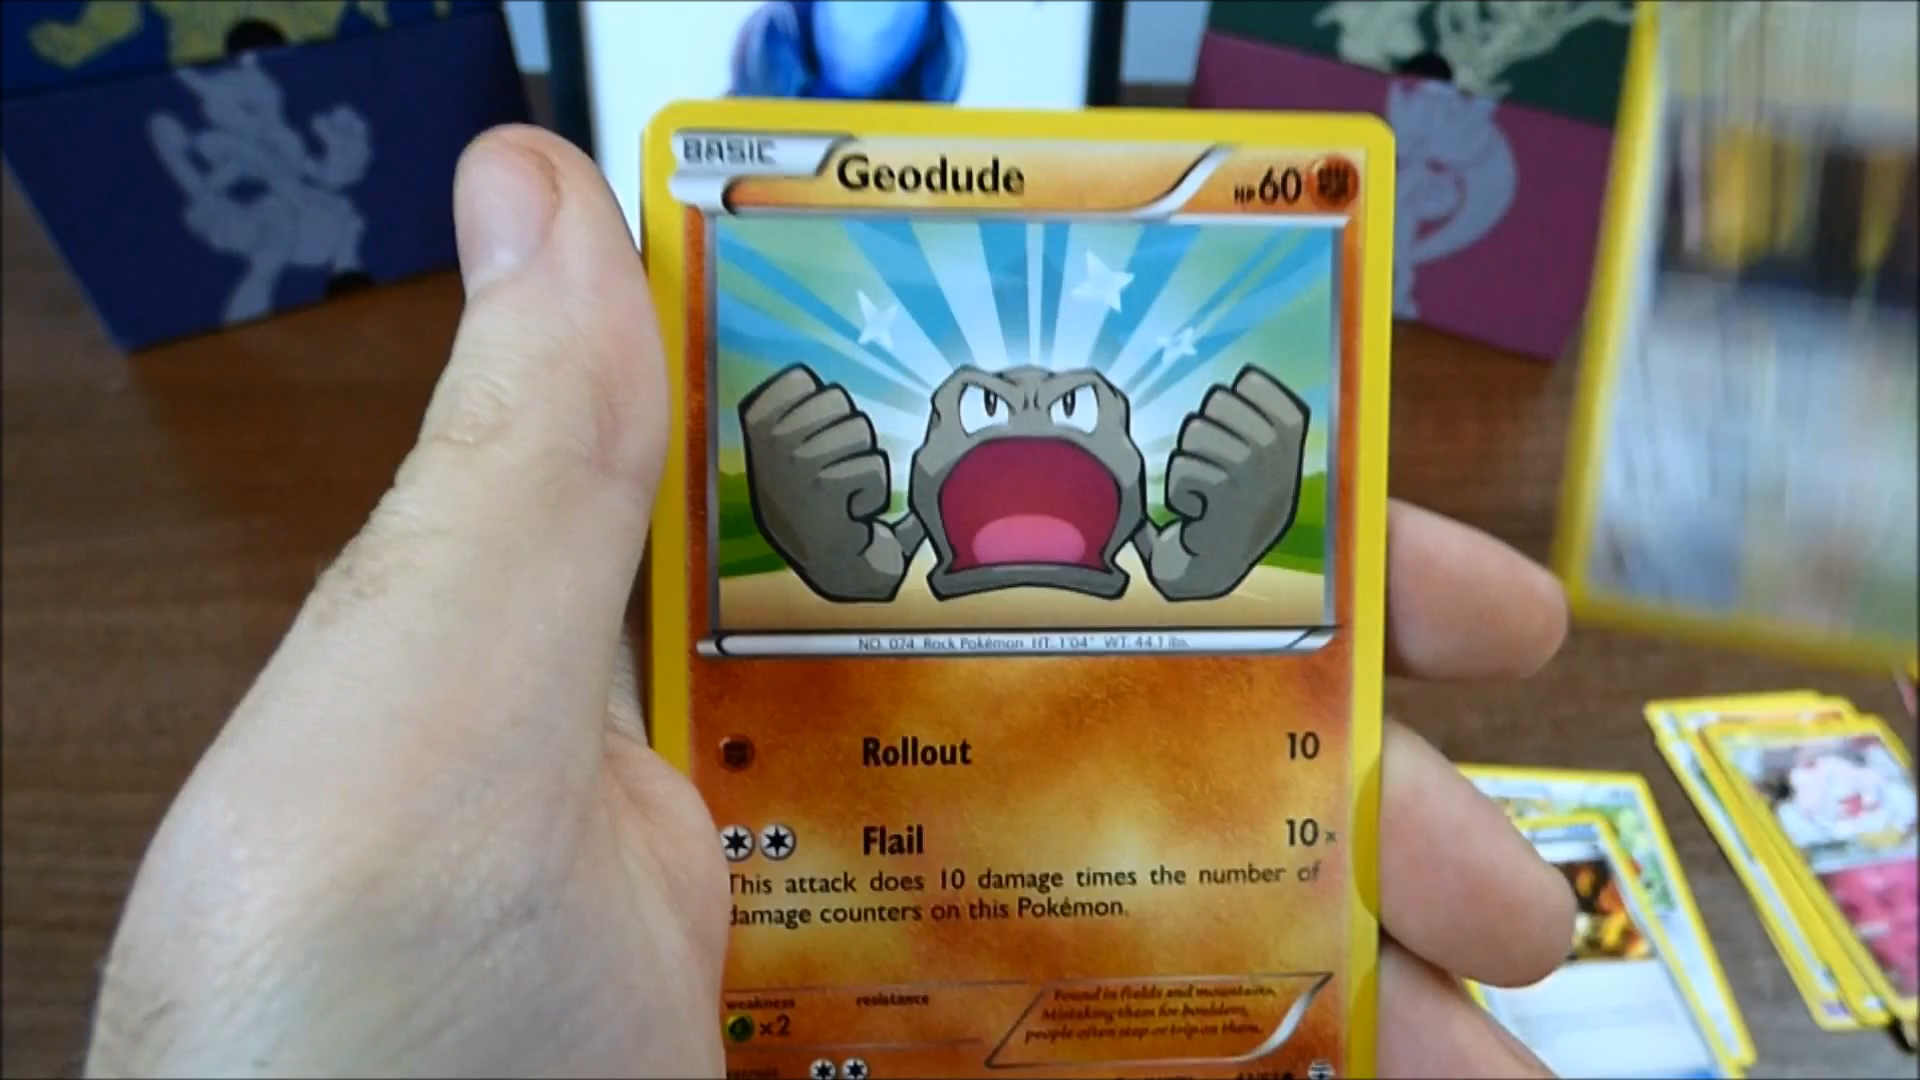 BASIC
Geodude
HP60
NO. 074 Rock Pokémon HT: 1'04" WT: 44.1 lbs.
Rollout 10
Flail 10x
This attack does 10 damage times the number of
damage counters on this Pokémon.
weakness resistance
x2
Found in fields and mountains.
Mistaking them for boulders,
people often step or trip on them.